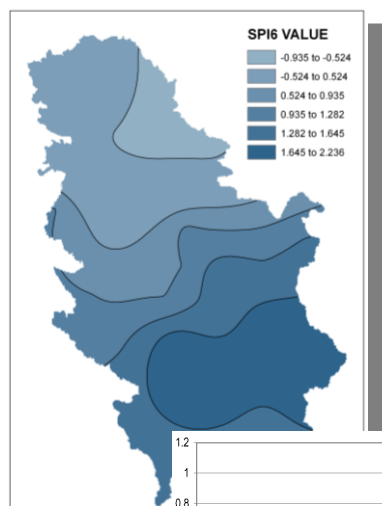 SPI6 VALUE
-0.935 to -0.524
-0.524 to 0.524
0.524 to 0.935
0.935 to 1.282
1.282 to 1.645
1.645 to 2.236
1.2
1
0.8